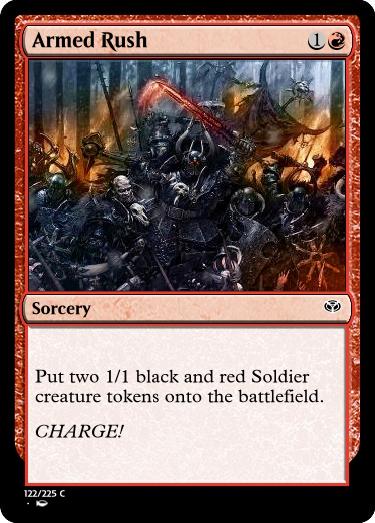 Armed Rush 1
Sorcery
Put two 1/1 black and red Soldier
creature tokens onto the battlefield.
CHARGE!
122/225 C